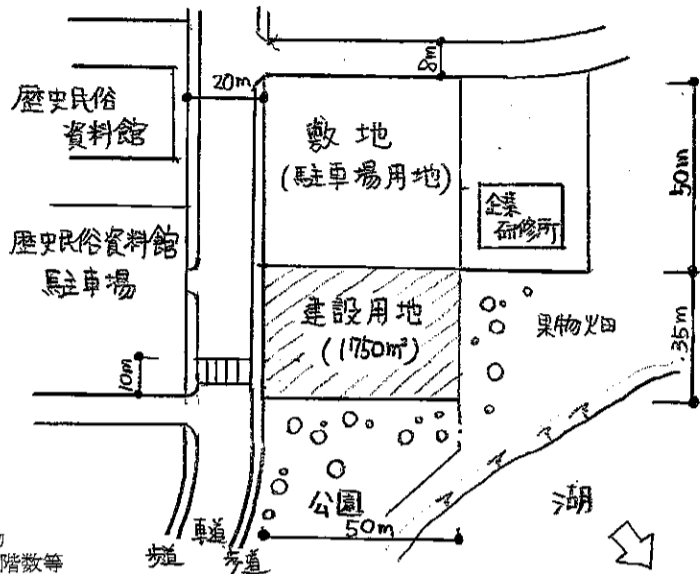 8m
20m
歴史民俗
資料館
敷地
(駐車場用地)
企業
研修所
50m
歴史民俗資料館
駐車場
建設用地
(1750m²)
果物畑
35m
10m
公園
湖
50m
歩道
車道
歩道
階数等